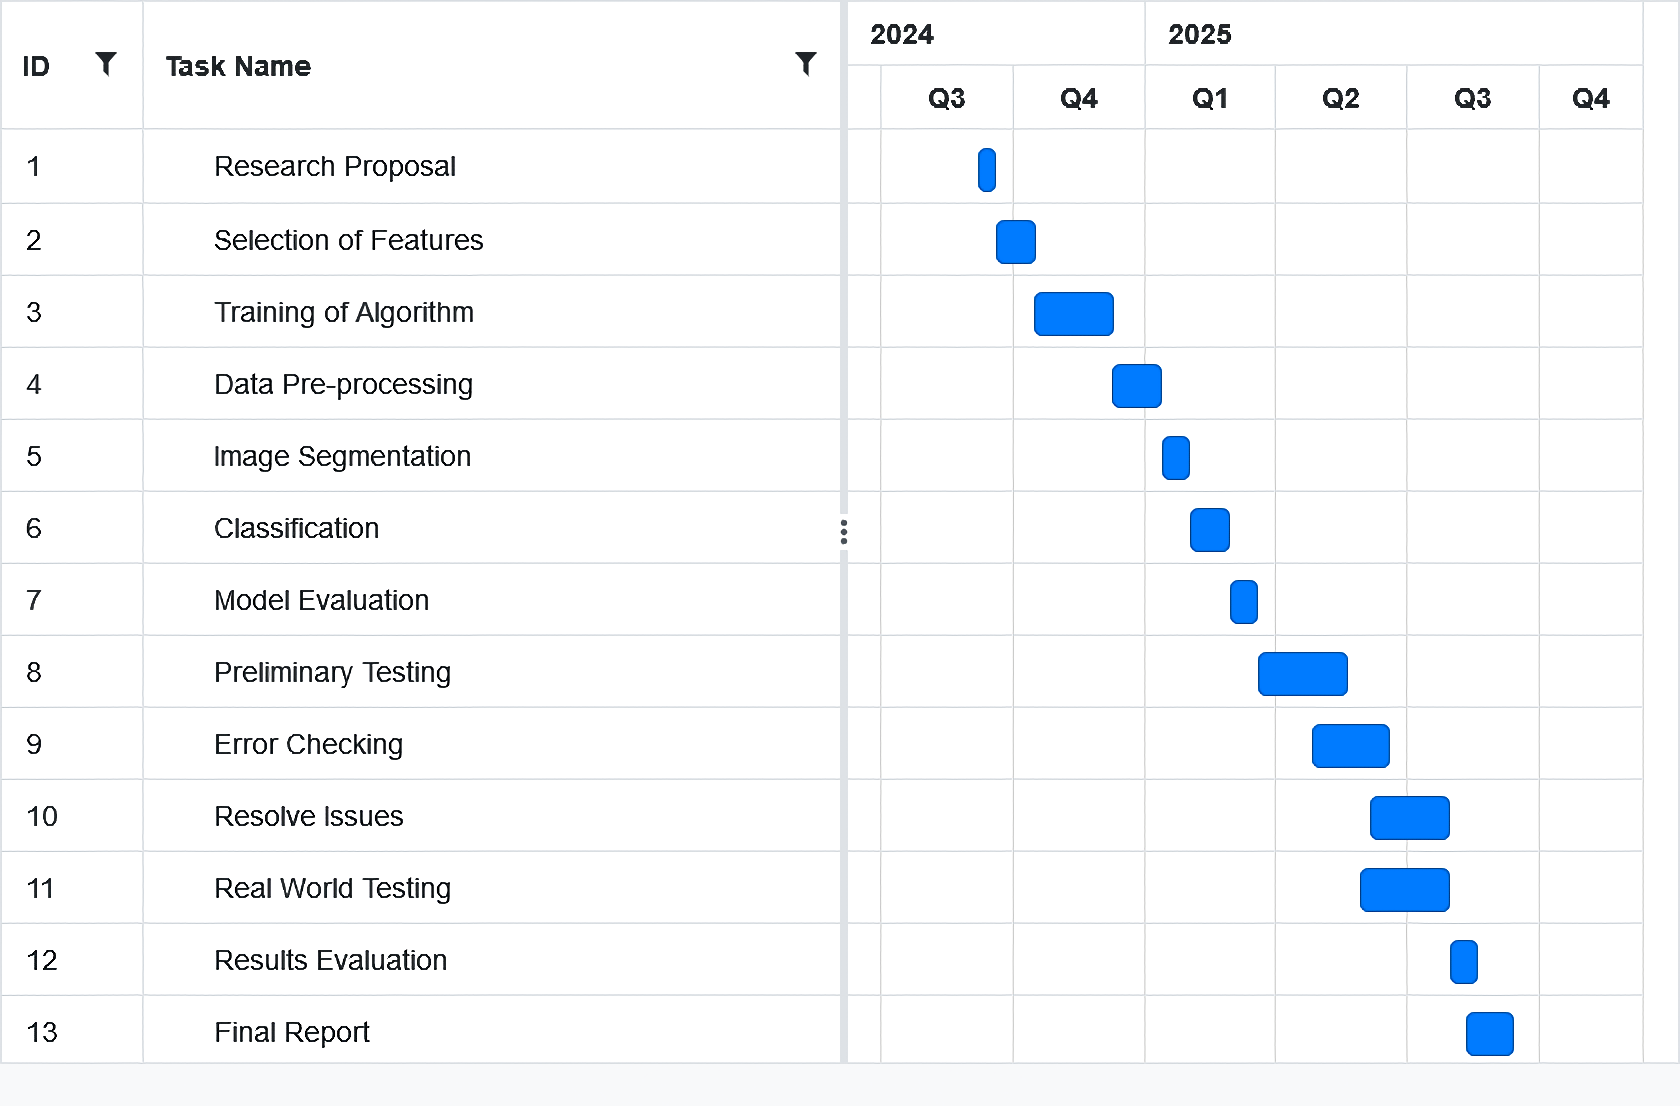 2024 2025
ID Task Name
Q3 Q4 Q1 Q2 Q3 Q4
1 Research Proposal
2 Selection of Features
3 Training of Algorithm
4 Data Pre-processing
5 Image Segmentation
6 Classification
7 Model Evaluation
8 Preliminary Testing
9 Error Checking
10 Resolve Issues
11 Real World Testing
12 Results Evaluation
13 Final Report